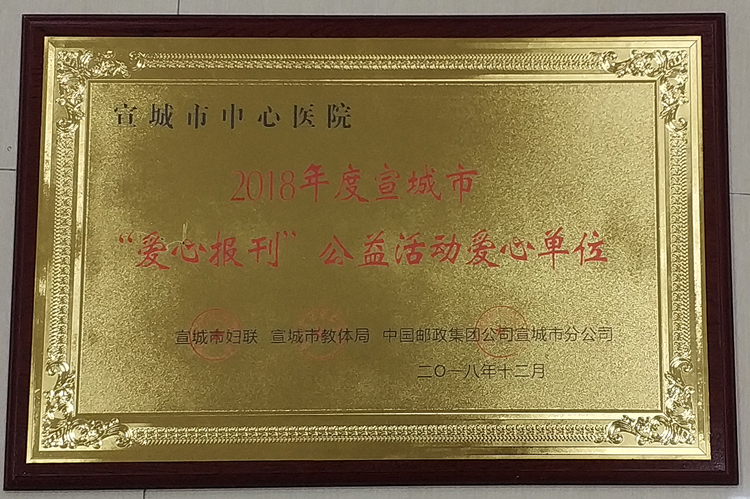 宣城市中心医院
2018年度宣城市
“爱心报刊”公益活动爱心单位
宣城市妇联 宣城市教体局 中国邮政集团公司宣城市分公司
二〇一八年十二月